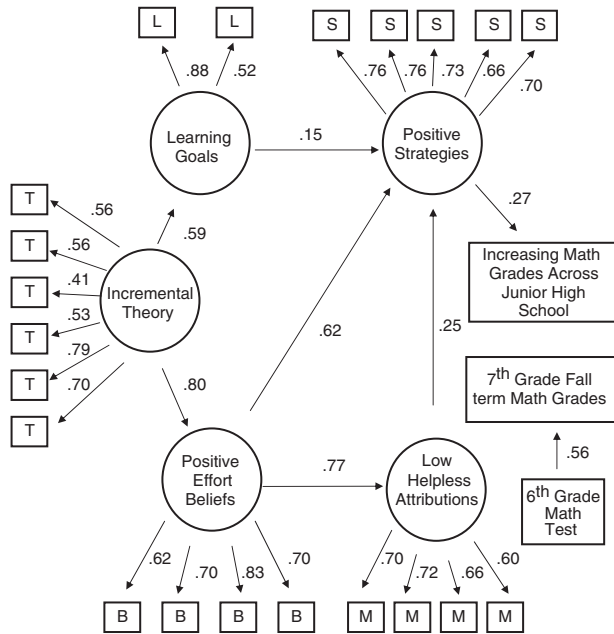 L
L
S
S
S
S
S
.88
.52
.76
.76
.73
.66
.70
Learning
Goals
.15
Positive
Strategies
T
T
T
T
T
T
.56
.56
.41
.53
.79
.70
.59
.27
Incremental
Theory
Increasing Math
Grades Across
Junior High
School
.62
.25
.80
7th Grade Fall
term Math Grades
.56
Positive
Effort
Beliefs
.77
Low
Helpless
Attributions
6th Grade
Math
Test
.62
.70
.83
.70
.70
.72
.66
.60
B
B
B
B
M
M
M
M